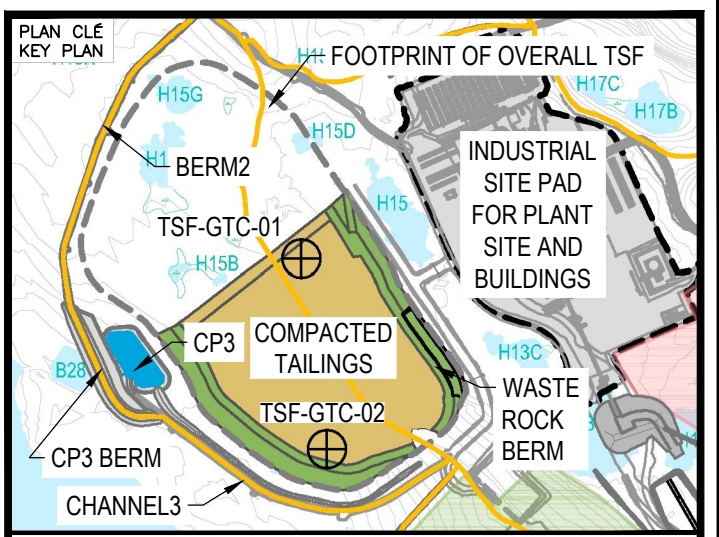 PLAN CLÉ
KEY PLAN
FOOTPRINT OF OVERALL TSF
H17C
H17B
H15G
H15D
H1
BERM2
INDUSTRIAL
SITE PAD
FOR PLANT
SITE AND
BUILDINGS
H15
TSF-GTC-01
H15B
CP3
COMPACTED
TAILINGS
H13C
B28
WASTE
ROCK
BERM
TSF-GTC-02
CP3 BERM
CHANNEL3